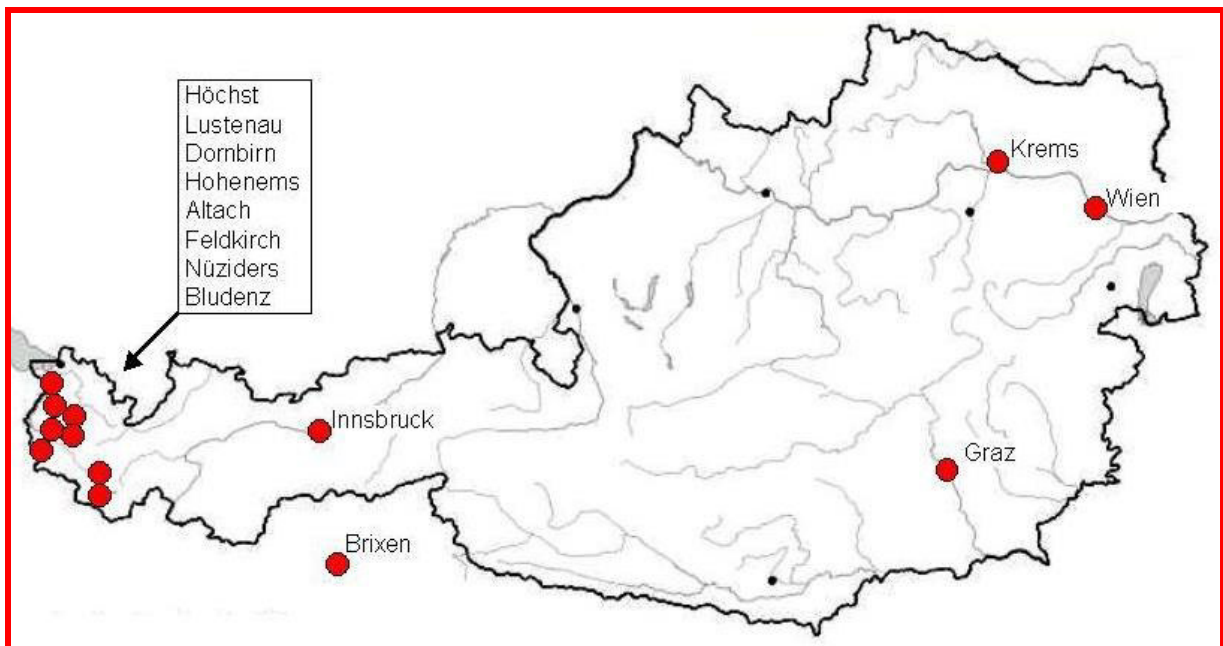 Höchst
Lustenau
Dornbirn
Hohenems
Altach
Feldkirch
Nüziders
Bludenz
Krems
Wien
Innsbruck
Graz
Brixen